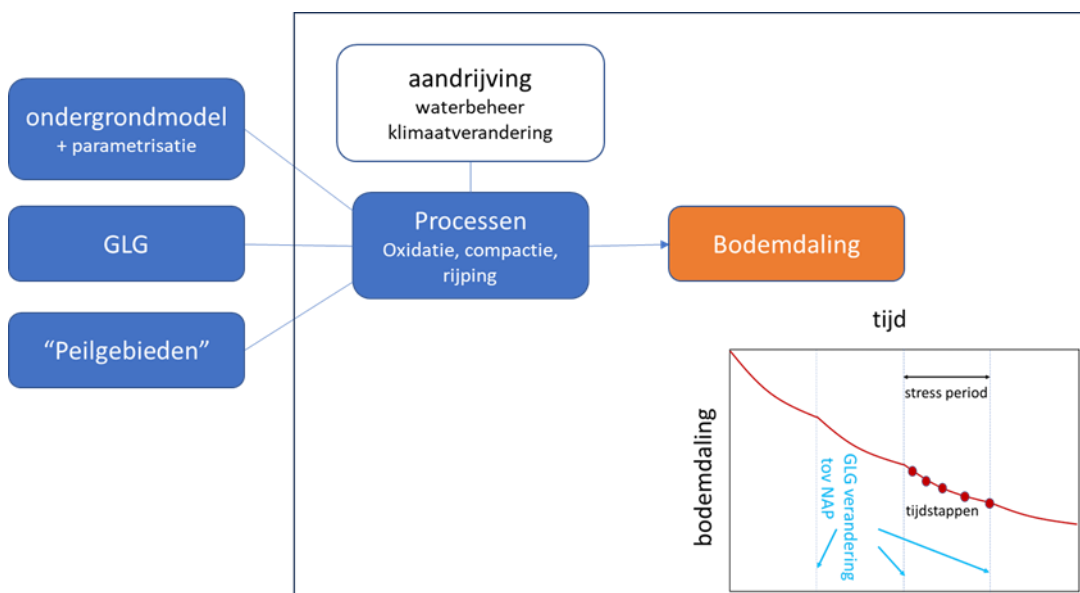 ondergrondmodel
+ parametrisatie
GLG
“Peilgebieden”
aandrijving
waterbeheer
klimaatverandering
Processen
Oxidatie, compactie,
rijping
Bodemdaling
tijd
bodemdaling
stress period
tijdstappen
GLG verandering
tov NAP